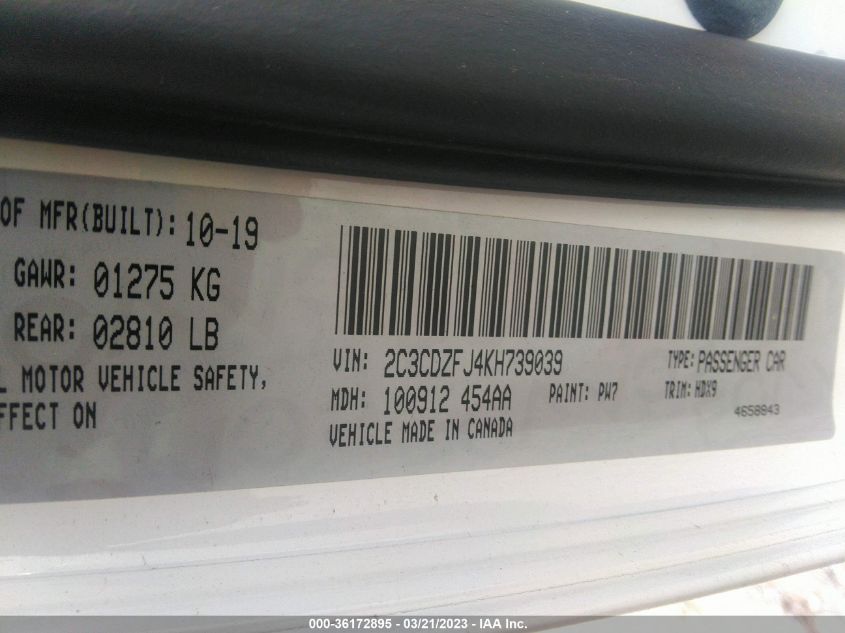 OF MFR(BUILT): 10-19
GAWR: 01275 KG
REAR: 02810 LB
L MOTOR VEHICLE SAFETY,
FFECT ON
VIN: 2C3CDZFJ4KH739039 TYPE: PASSENGER CAR
MDH: 100912 454AA PAINT: PW7 TRIM: HDX9
VEHICLE MADE IN CANADA 4658843
000-36172895 - 03/21/2023 - IAA Inc.